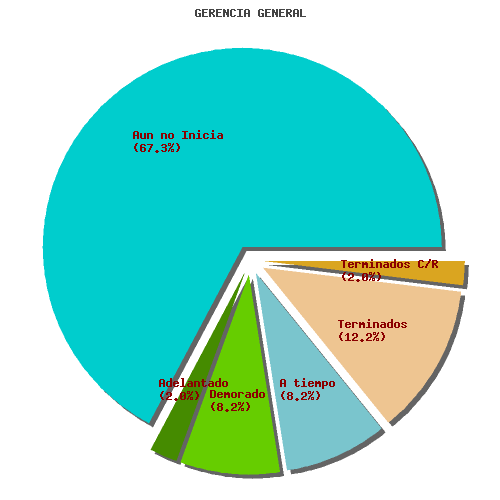 GERENCIA GENERAL
Aun no Inicia
(67.3%)
Terminados C/R
(2.0%)
Terminados
(12.2%)
A tiempo
(8.2%)
Demorado
(8.2%)
Adelantado
(2.0%)